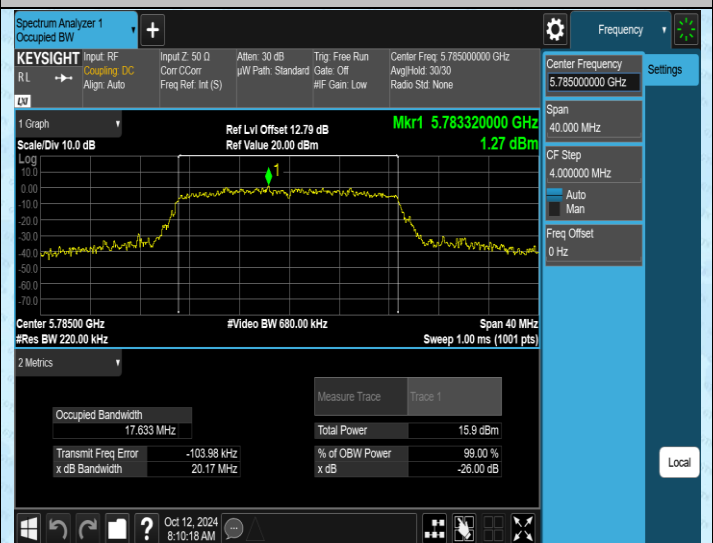 Spectrum Analyzer 1
Occupied BW
Frequency
KEYSIGHT
RL
Input: RF
Coupling: DC
Align: Auto
Input Z: 50 Ω
Corr CCorr
Freq Ref: Int (S)
Atten: 30 dB
µW Path: Standard
Trig: Free Run
Gate: Off
#IF Gain: Low
Center Freq: 5.785000000 GHz
Avg|Hold: 30/30
Radio Std: None
LXI
Center Frequency
5.785000000 GHz
Settings
Span
40.000 MHz
CF Step
4.000000 MHz
Auto
Man
Freq Offset
0 Hz
1 Graph
Scale/Div 10.0 dB
Ref Lvl Offset 12.79 dB
Ref Value 20.00 dBm
Mkr1 5.783320000 GHz
1.27 dBm
Log
10.0
0.00
-10.0
-20.0
-30.0
-40.0
-50.0
-60.0
-70.0
1
Center 5.78500 GHz
#Res BW 220.00 kHz
#Video BW 680.00 kHz
Span 40 MHz
Sweep 1.00 ms (1001 pts)
2 Metrics
Measure Trace
Trace 1
Occupied Bandwidth
17.633 MHz
Total Power
15.9 dBm
Transmit Freq Error
-103.98 kHz
% of OBW Power
99.00 %
x dB Bandwidth
20.17 MHz
x dB
-26.00 dB
Local
Oct 12, 2024
8:10:18 AM